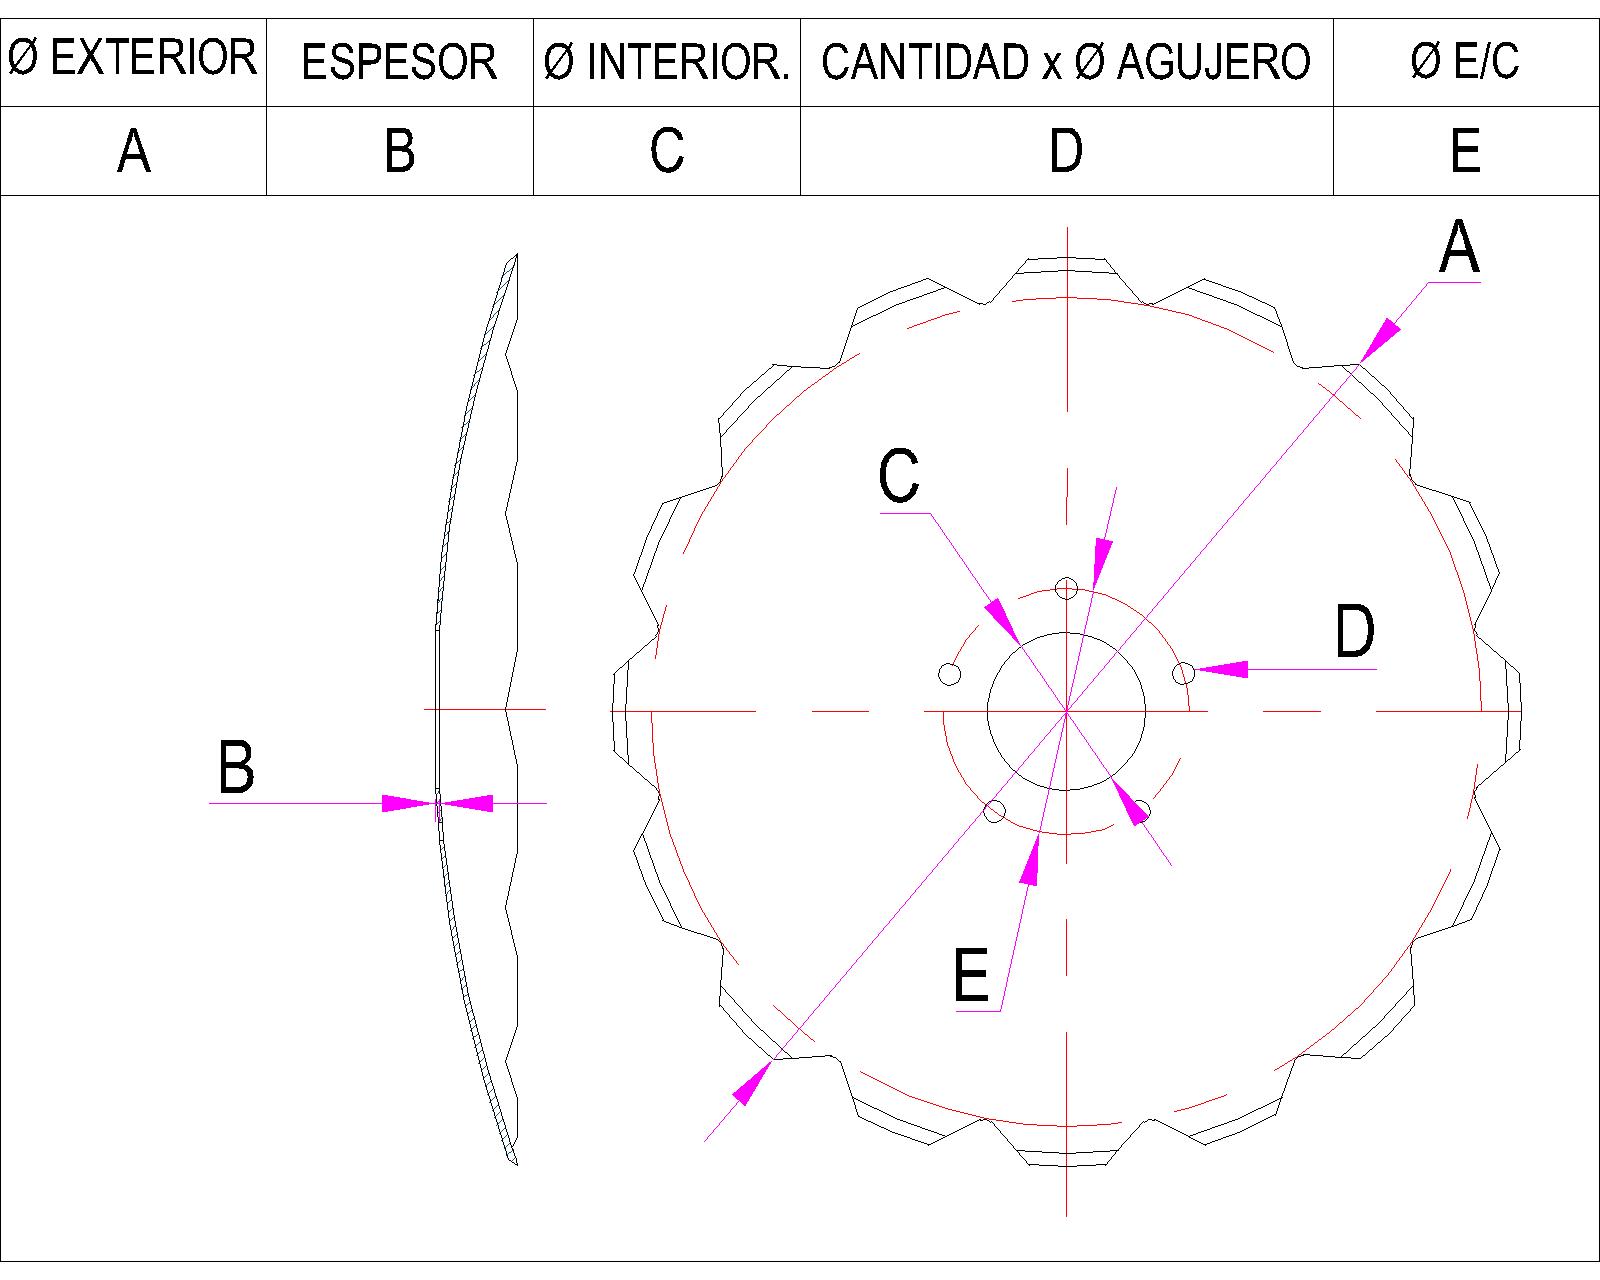 Ø EXTERIOR ESPESOR Ø INTERIOR. CANTIDAD x Ø AGUJERO Ø E/C
A B C D E
A
C
D
B
E